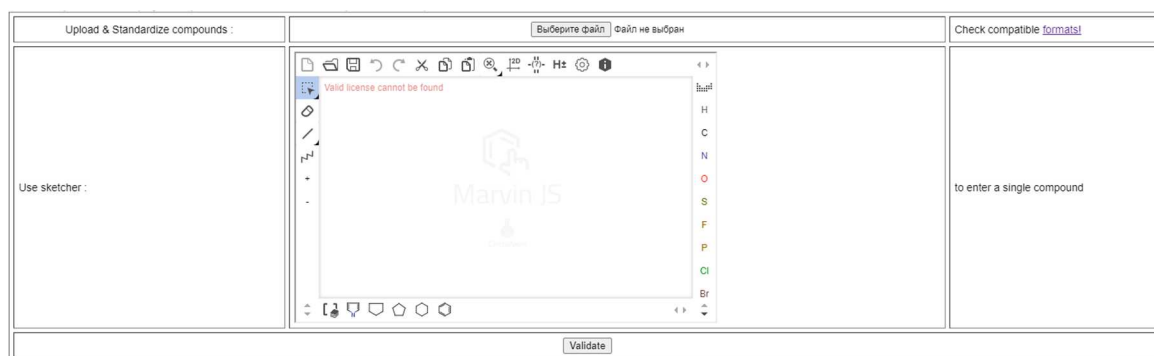 Upload & Standardize compounds :
Выберите файл Файл не выбран
Check compatible formats!
12D
-(?)-
H±
Valid license cannot be found
H
C
N
O
S
F
P
Cl
Br
+
-
Marvin JS
Use sketcher :
to enter a single compound
Validate